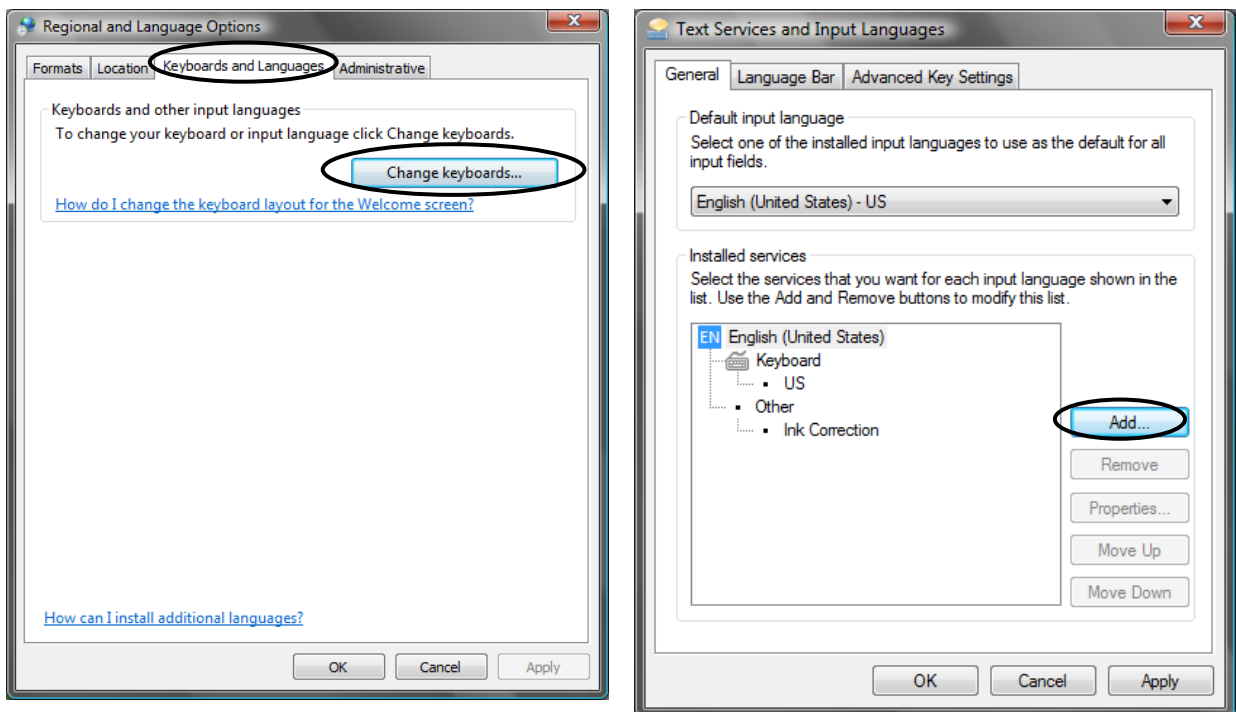 Regional and Language Options
Formats Location Keyboards and Languages Administrative
Keyboards and other input languages
To change your keyboard or input language click Change keyboards.
Change keyboards...
How do I change the keyboard layout for the Welcome screen?
How can I install additional languages?
OK Cancel Apply
Text Services and Input Languages
General Language Bar Advanced Key Settings
Default input language
Select one of the installed input languages to use as the default for all
input fields.
English (United States) - US
Installed services
Select the services that you want for each input language shown in the
list. Use the Add and Remove buttons to modify this list.
EN English (United States)
Keyboard
US
Other
Ink Correction
Add...
Remove
Properties...
Move Up
Move Down
OK Cancel Apply